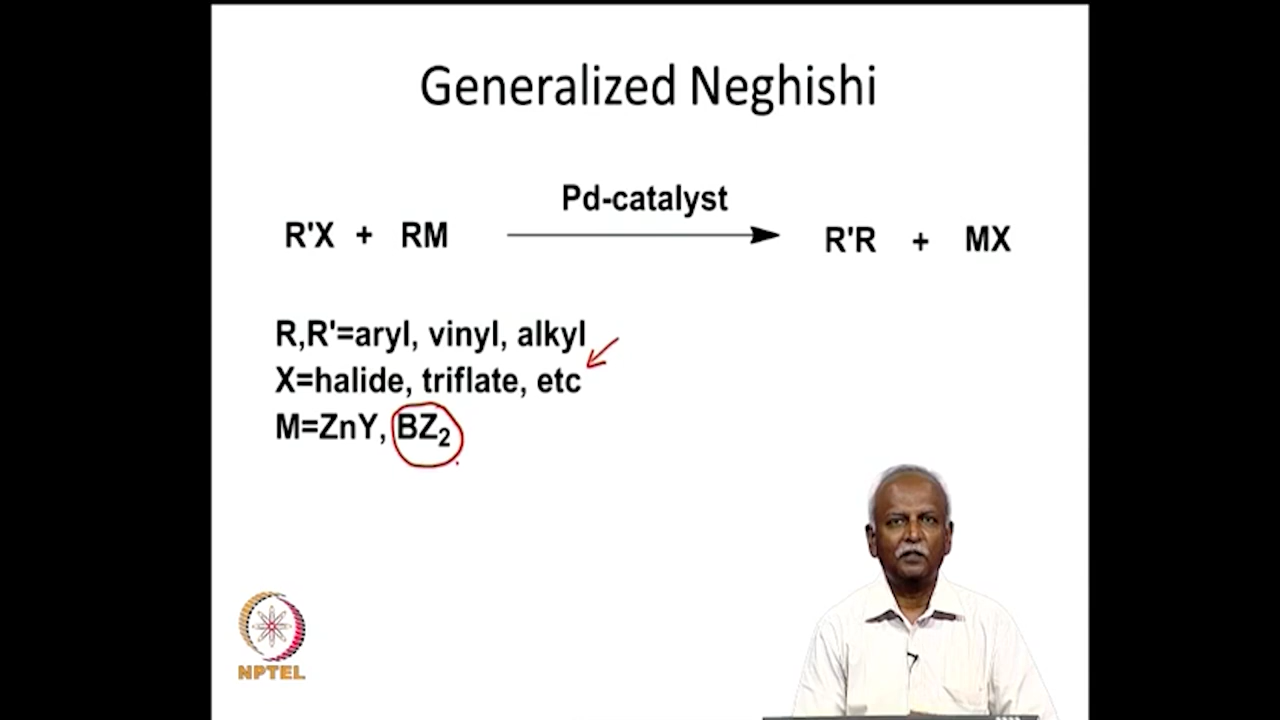 Generalized Neghishi
Pd-catalyst
R'X + RM R'R + MX
R,R'=aryl, vinyl, alkyl
X=halide, triflate, etc
M=ZnY, BZ₂
NPTEL